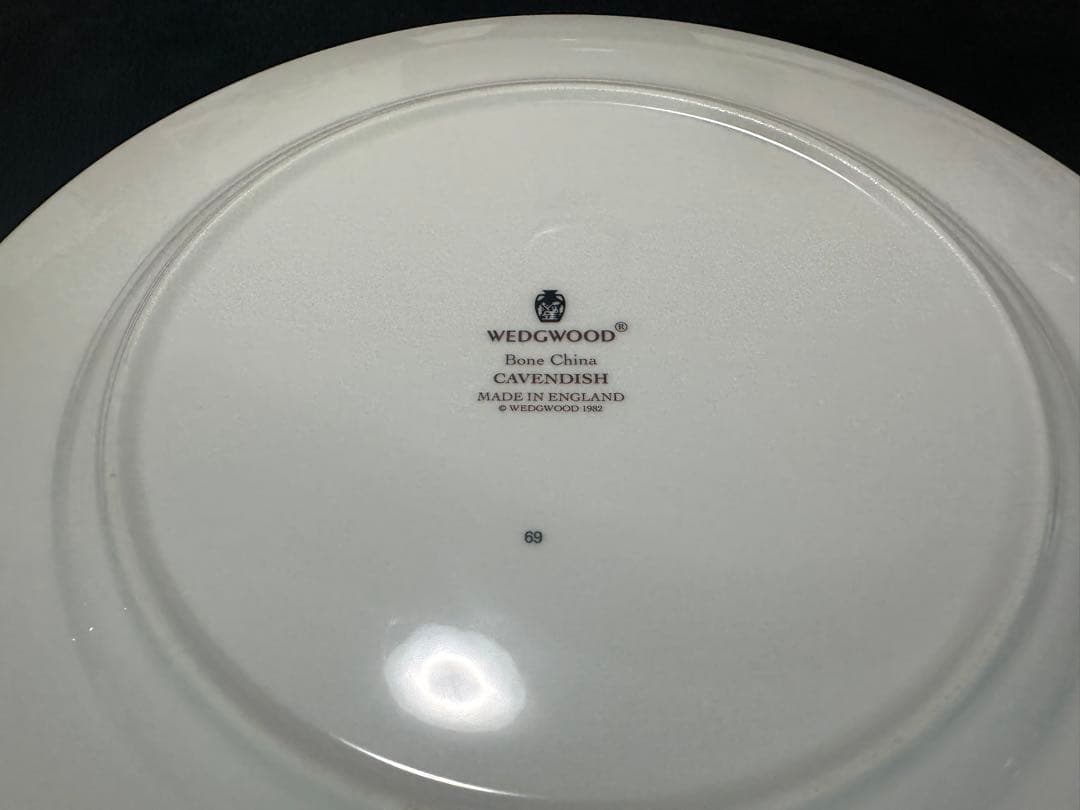 WEDGWOOD®
Bone China
CAVENDISH
MADE IN ENGLAND
© WEDGWOOD 1982
69